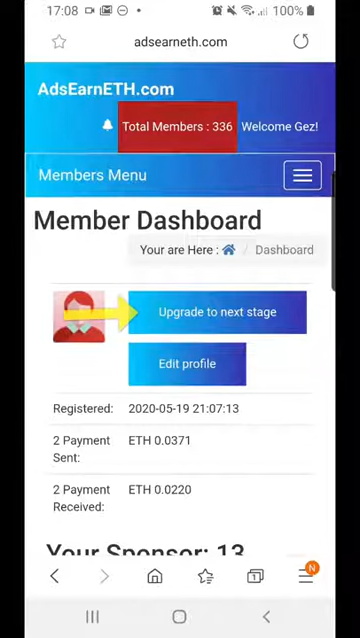 17:08 100%
adsearneth.com
AdsEarnETH.com
Total Members : 336 Welcome Gez!
Members Menu
Member Dashboard
Your are Here : / Dashboard
Upgrade to next stage
Edit profile
Registered: 2020-05-19 21:07:13
2 Payment ETH 0.0371
Sent:
2 Payment ETH 0.0220
Received:
Your Sponsor: 13
1 N